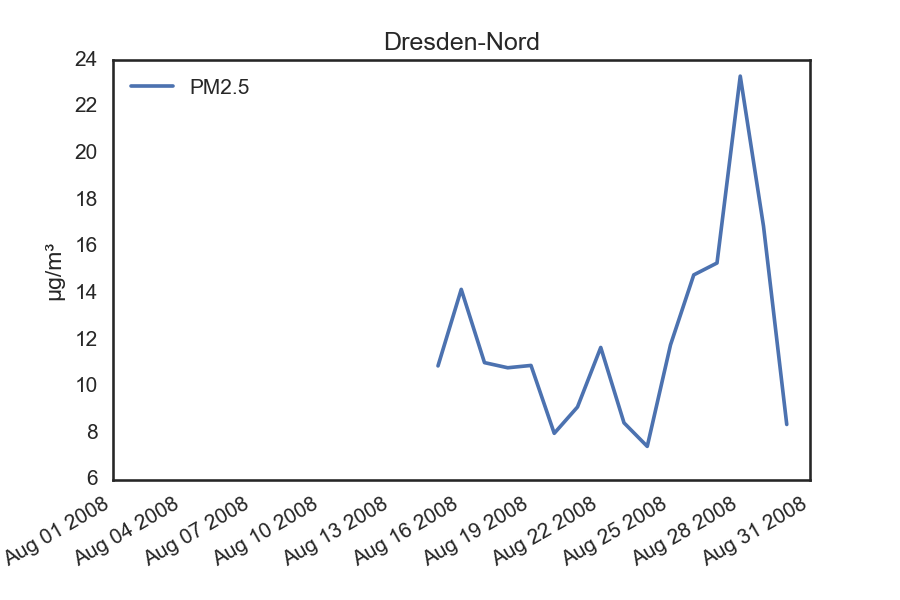 Dresden-Nord
24
PM2.5
22
20
18
16
14
12
10
8
6
µg/m³
Aug 01 2008
Aug 04 2008
Aug 07 2008
Aug 10 2008
Aug 13 2008
Aug 16 2008
Aug 19 2008
Aug 22 2008
Aug 25 2008
Aug 28 2008
Aug 31 2008